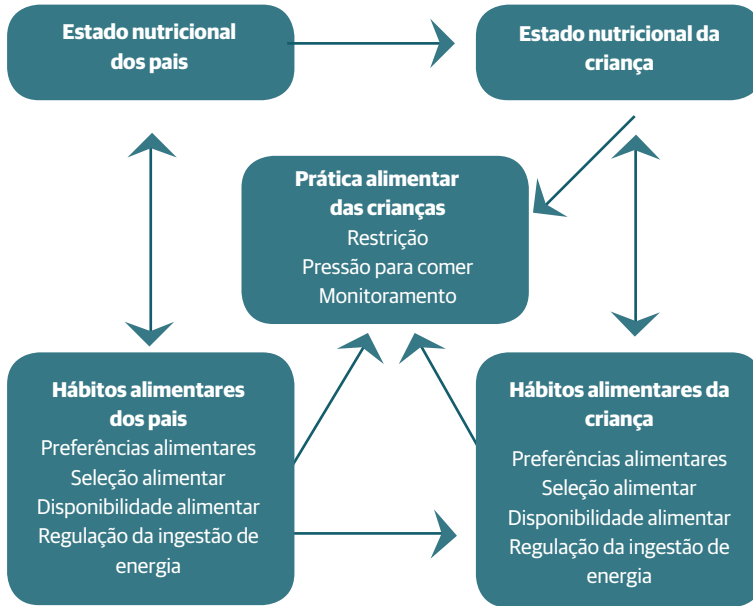 Estado nutricional
dos pais
Estado nutricional da
criança
Prática alimentar
das crianças
Restrição
Pressão para comer
Monitoramento
Hábitos alimentares
dos pais
Preferências alimentares
Seleção alimentar
Disponibilidade alimentar
Regulação da ingestão de
energia
Hábitos alimentares da
criança
Preferências alimentares
Seleção alimentar
Disponibilidade alimentar
Regulação da ingestão de
energia